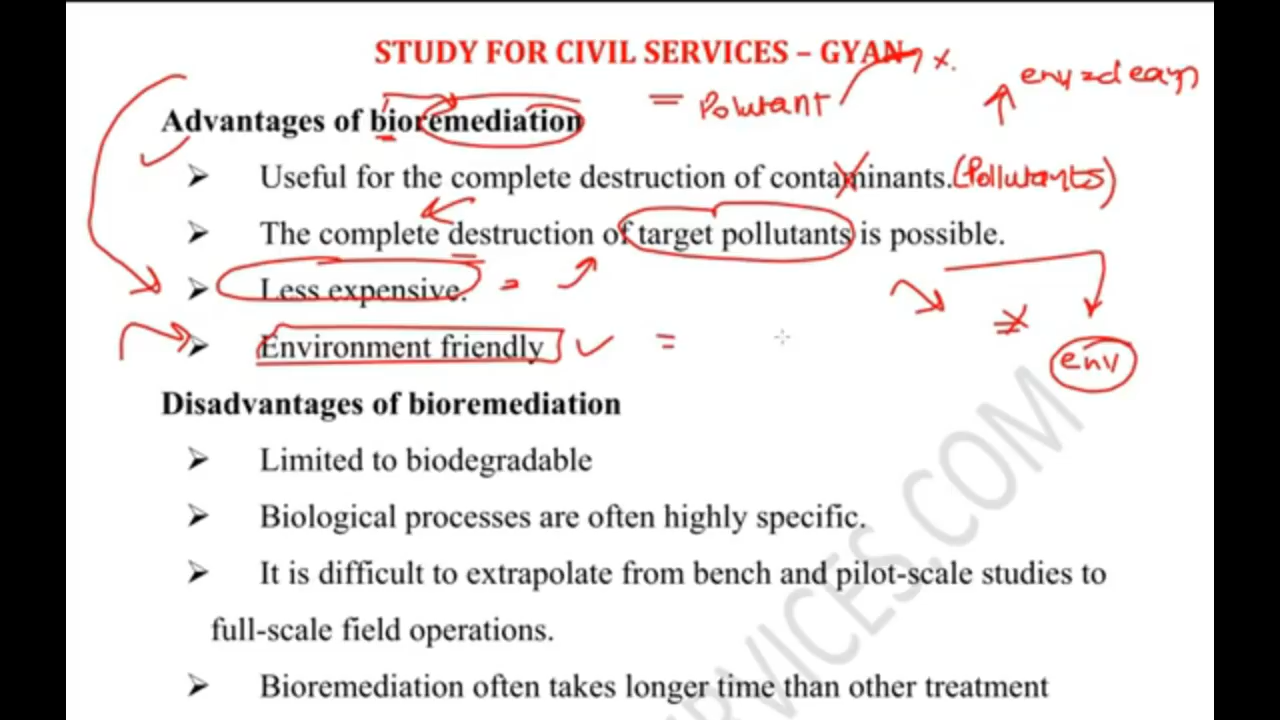 STUDY FOR CIVIL SERVICES – GYAN
x.
env=clean
= Polutant
Advantages of bioremediation
➢ Useful for the complete destruction of contaminants. (Pollutants)
➢ The complete destruction of target pollutants is possible.
➢ Less expensive. =
➢ Environment friendly =
env
Disadvantages of bioremediation
➢ Limited to biodegradable
➢ Biological processes are often highly specific.
➢ It is difficult to extrapolate from bench and pilot-scale studies to
full-scale field operations.
➢ Bioremediation often takes longer time than other treatment
RVICES.COM